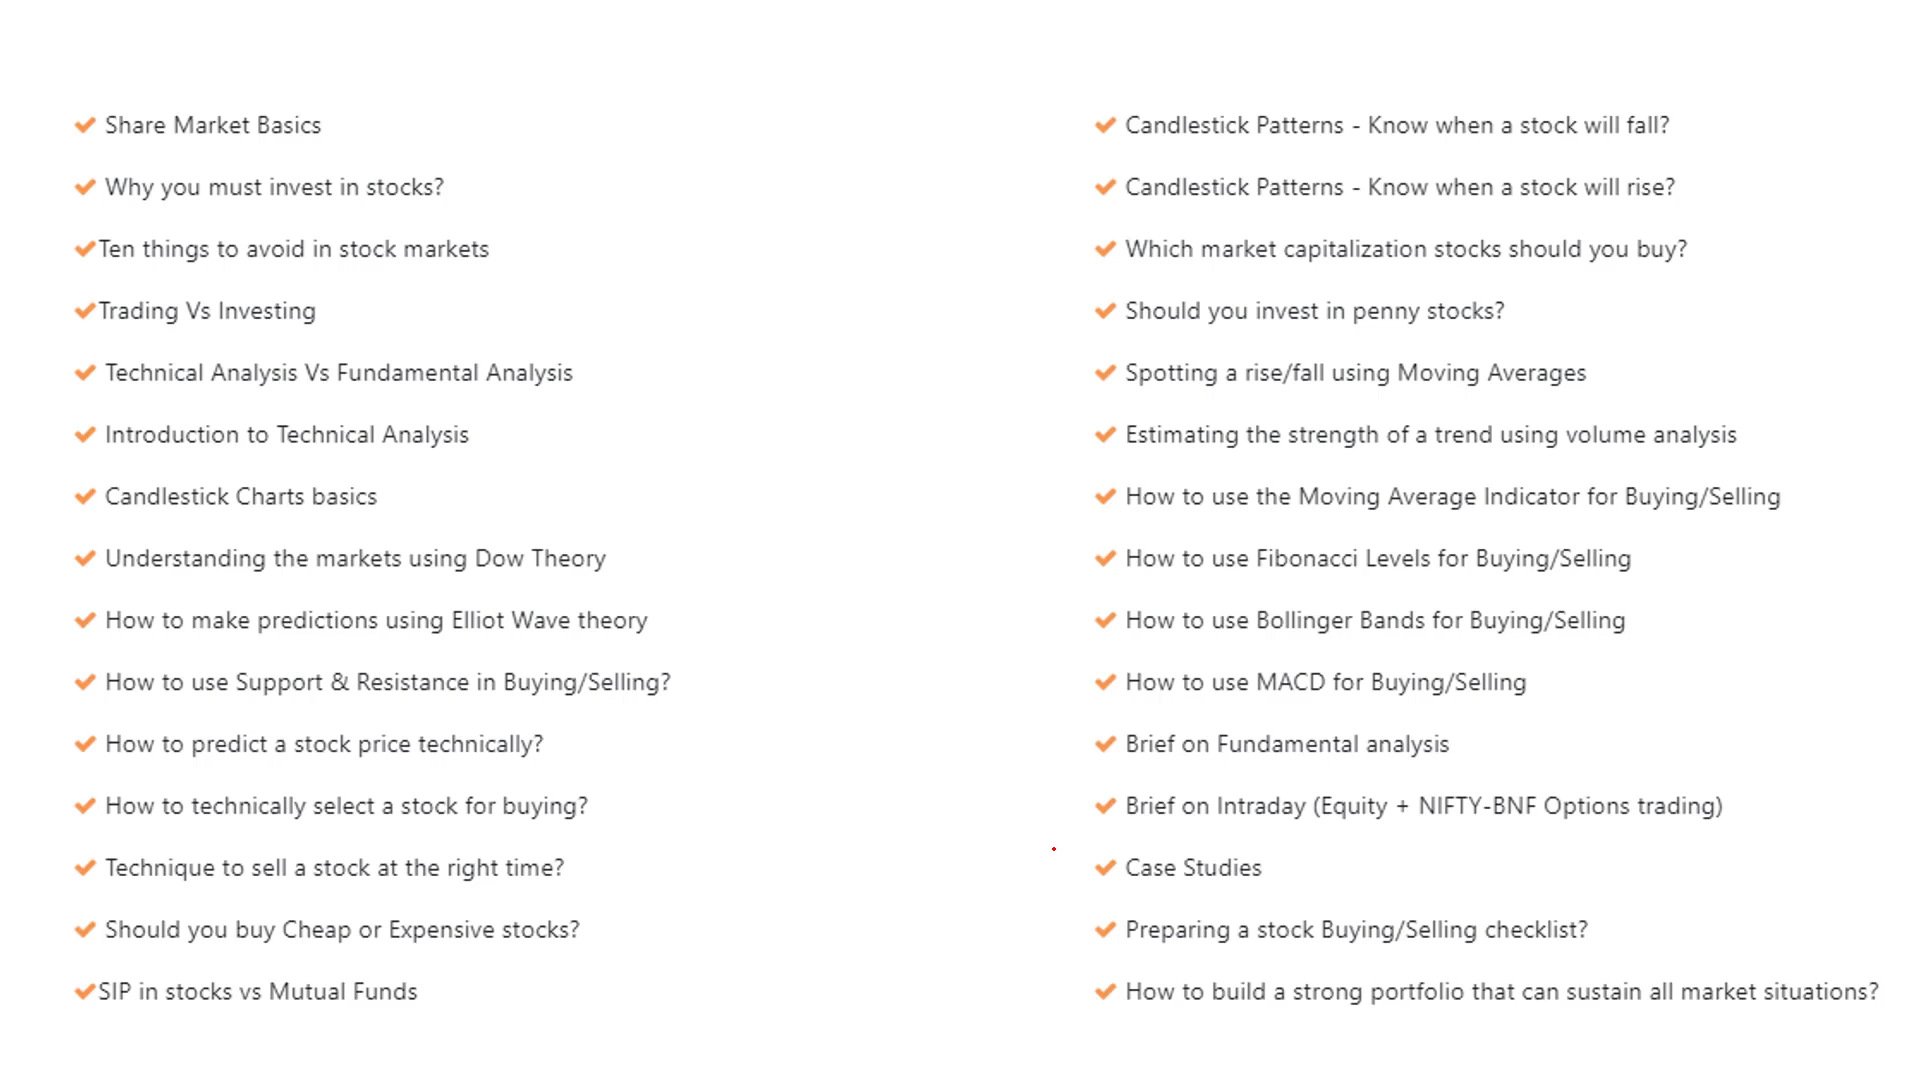 Share Market Basics
Why you must invest in stocks?
Ten things to avoid in stock markets
Trading Vs Investing
Technical Analysis Vs Fundamental Analysis
Introduction to Technical Analysis
Candlestick Charts basics
Understanding the markets using Dow Theory
How to make predictions using Elliot Wave theory
How to use Support & Resistance in Buying/Selling?
How to predict a stock price technically?
How to technically select a stock for buying?
Technique to sell a stock at the right time?
Should you buy Cheap or Expensive stocks?
SIP in stocks vs Mutual Funds
Candlestick Patterns - Know when a stock will fall?
Candlestick Patterns - Know when a stock will rise?
Which market capitalization stocks should you buy?
Should you invest in penny stocks?
Spotting a rise/fall using Moving Averages
Estimating the strength of a trend using volume analysis
How to use the Moving Average Indicator for Buying/Selling
How to use Fibonacci Levels for Buying/Selling
How to use Bollinger Bands for Buying/Selling
How to use MACD for Buying/Selling
Brief on Fundamental analysis
Brief on Intraday (Equity + NIFTY-BNF Options trading)
Case Studies
Preparing a stock Buying/Selling checklist?
How to build a strong portfolio that can sustain all market situations?